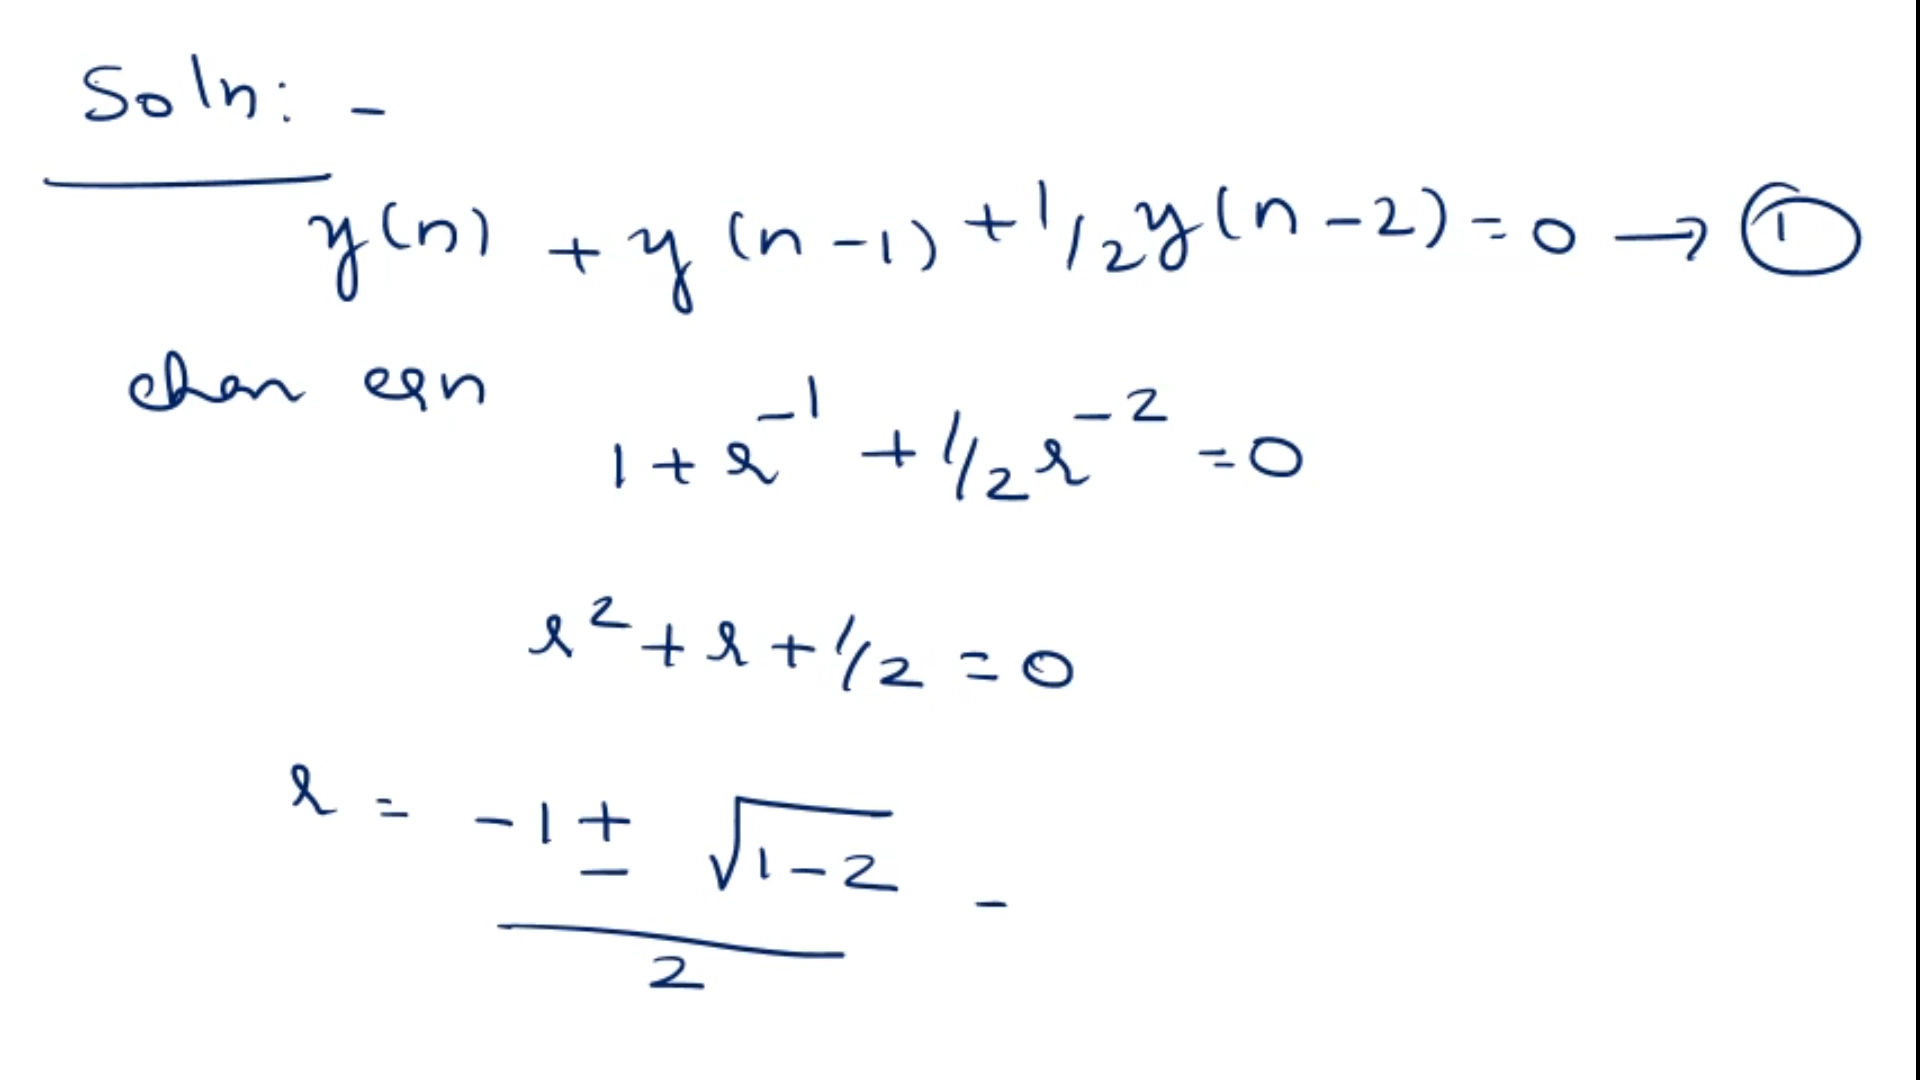 Soln: -
y(n) + y(n-1) + 1/2 y(n-2) = 0 → ①
char eqn
1 + r^-1 + 1/2 r^-2 = 0
r^2 + r + 1/2 = 0
r = -1 ± √1-2 -
2